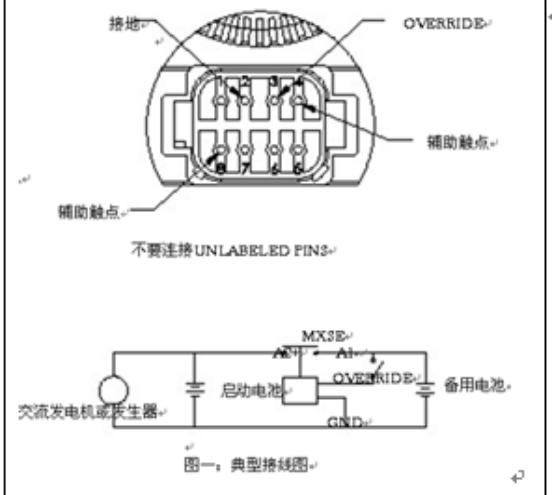 接地
OVERRIDE
1 2 3 4
辅助触点
8 7 6 5
辅助触点
不要连接UNLABELED PINS
MXSE
A2 A1
OVERRIDE
启动电池
备用电池
交流发电机或发生器
GND
图一：典型接线图